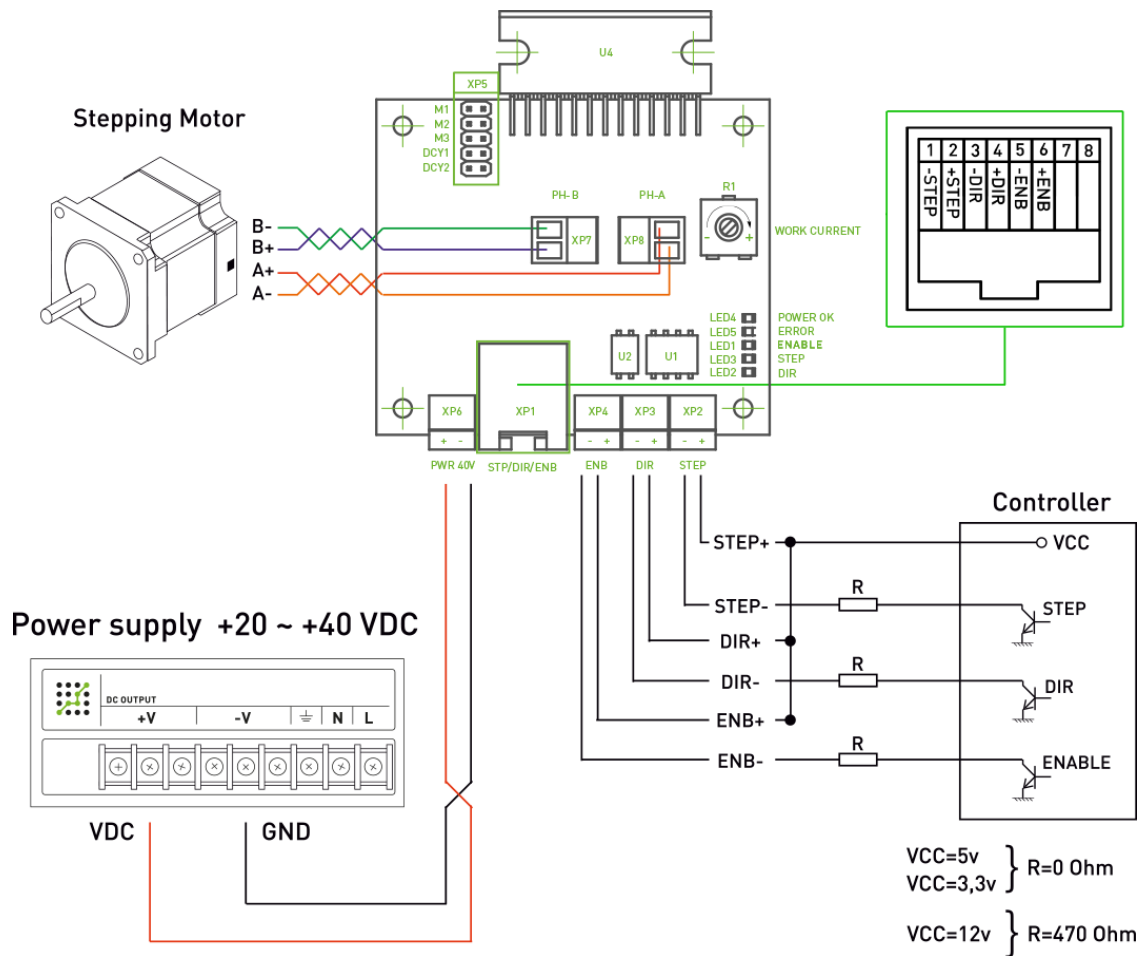 U4
XP5
M1
M2
M3
DCY1
DCY2
Stepping Motor
B-
B+
A+
A-
PH-B
PH-A
XP7
XP8
R1
- +
WORK CURRENT
1 2 3 4 5 6 7 8
-STEP
+STEP
-DIR
+DIR
-ENB
+ENB
LED4 POWER OK
LED5 ERROR
LED1 ENABLE
LED3 STEP
LED2 DIR
U2
U1
XP6
XP1
XP4
XP3
XP2
+ -
- +
- +
- +
PWR 40V
STP/DIR/ENB
ENB
DIR
STEP
Controller
STEP+
VCC
STEP-
R
STEP
DIR+
DIR-
R
DIR
ENB+
ENB-
R
ENABLE
Power supply +20 ~ +40 VDC
DC OUTPUT
+V
-V
N
L
VDC
GND
VCC=5v
VCC=3,3v
R=0 Ohm
VCC=12v
R=470 Ohm